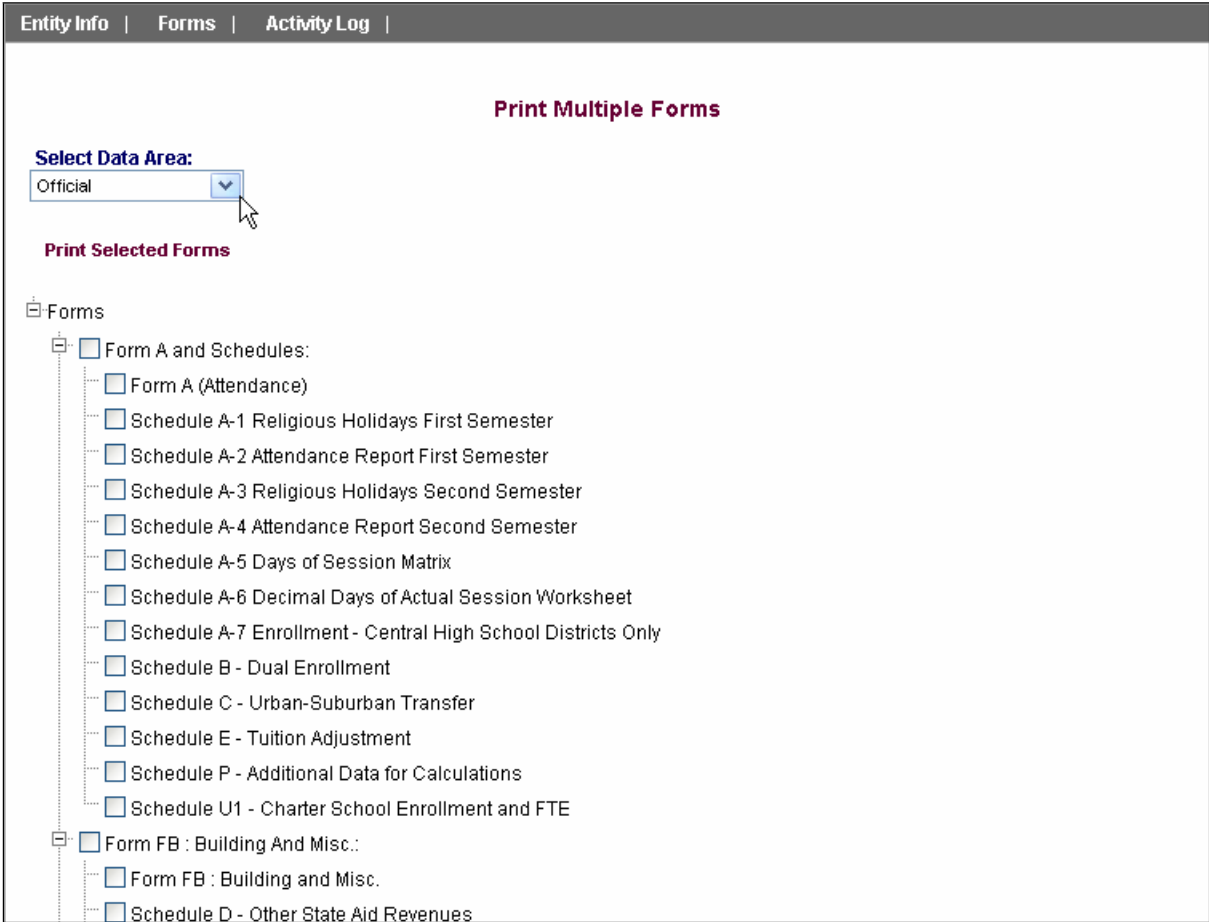 Entity Info | Forms | Activity Log |
Print Multiple Forms
Select Data Area:
Official
Print Selected Forms
Forms
Form A and Schedules:
Form A (Attendance)
Schedule A-1 Religious Holidays First Semester
Schedule A-2 Attendance Report First Semester
Schedule A-3 Religious Holidays Second Semester
Schedule A-4 Attendance Report Second Semester
Schedule A-5 Days of Session Matrix
Schedule A-6 Decimal Days of Actual Session Worksheet
Schedule A-7 Enrollment - Central High School Districts Only
Schedule B - Dual Enrollment
Schedule C - Urban-Suburban Transfer
Schedule E - Tuition Adjustment
Schedule P - Additional Data for Calculations
Schedule U1 - Charter School Enrollment and FTE
Form FB : Building And Misc.:
Form FB : Building and Misc.
Schedule D - Other State Aid Revenues